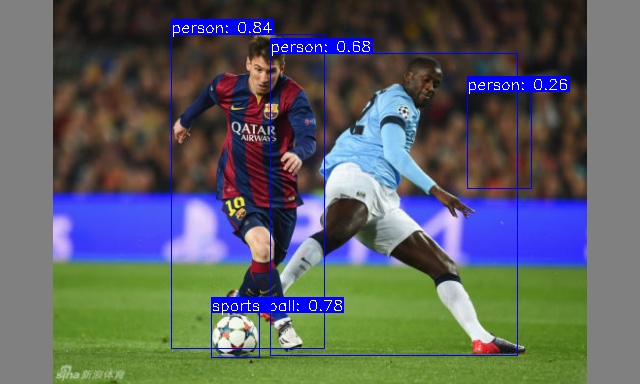 person: 0.84
person: 0.68
person: 0.26
QATAR
AIRWAYS
10
sports ball: 0.78
sina新浪体育